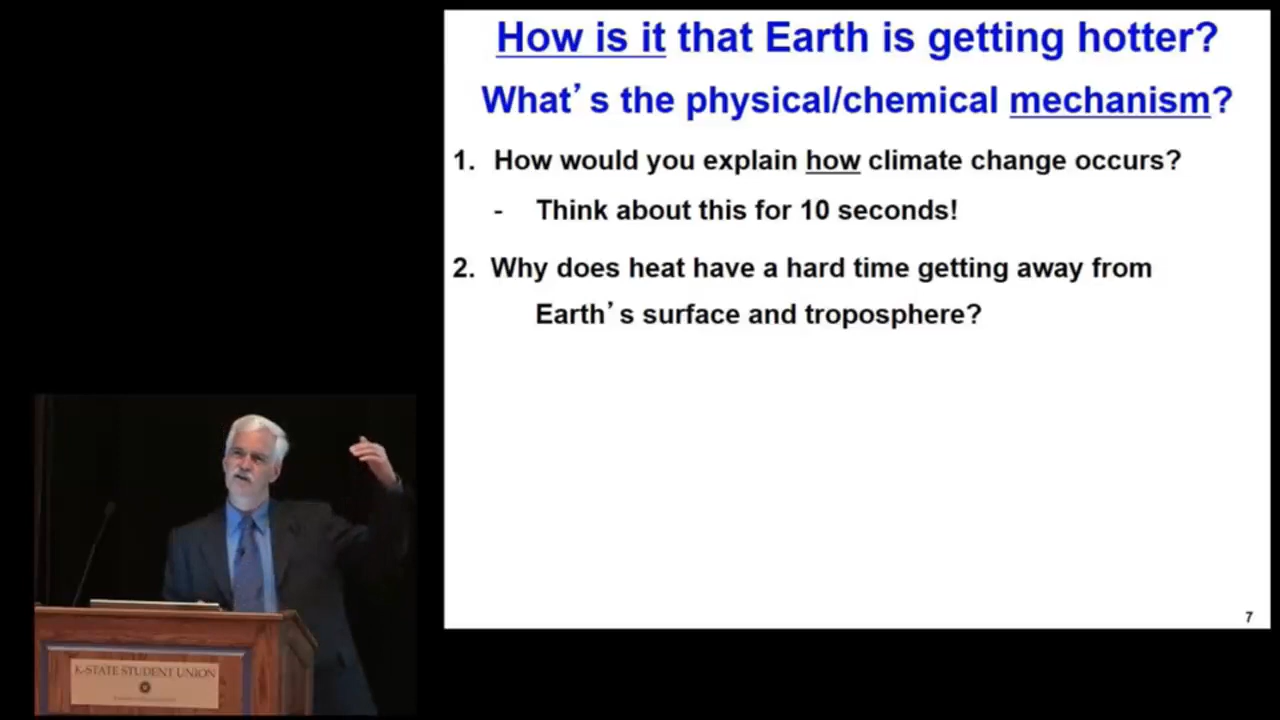 How is it that Earth is getting hotter?
What's the physical/chemical mechanism?
1. How would you explain how climate change occurs?
- Think about this for 10 seconds!
2. Why does heat have a hard time getting away from
Earth's surface and troposphere?
7
K-STATE STUDENT UNION